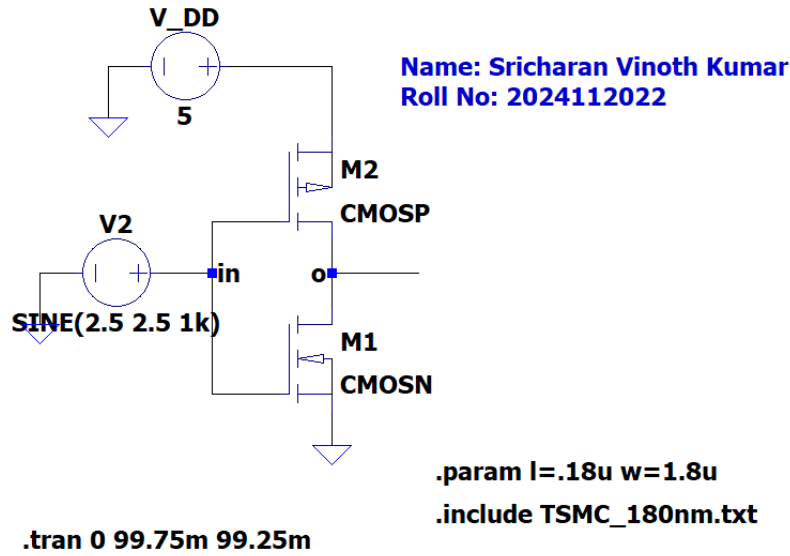 V_DD
5
Name: Sricharan Vinoth Kumar
Roll No: 2024112022
M2
CMOSP
V2
in
o
SINE(2.5 2.5 1k)
M1
CMOSN
.param l=.18u w=1.8u
.include TSMC_180nm.txt
.tran 0 99.75m 99.25m